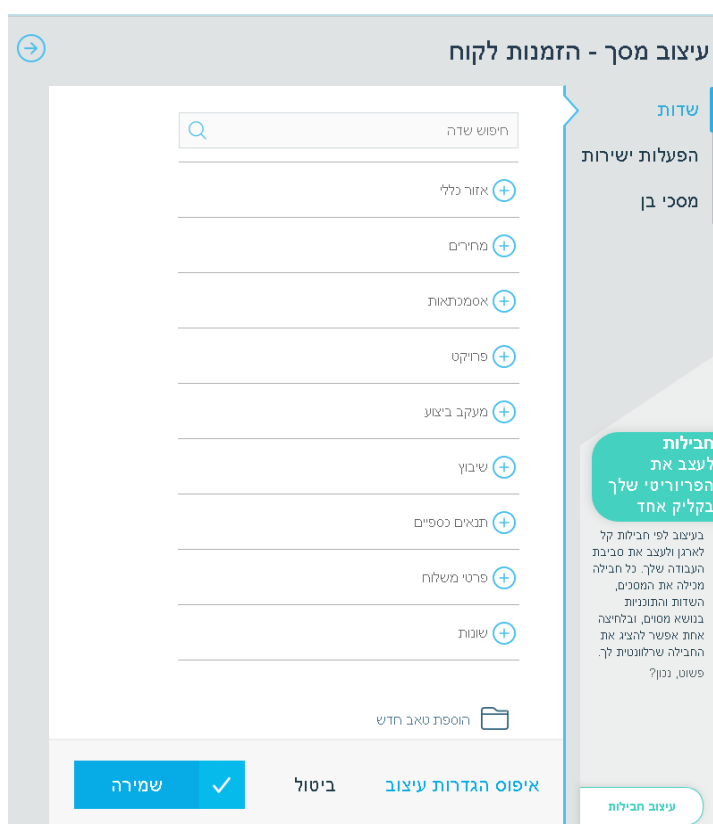 עיצוב מסך - הזמנות לקוח
שדות
הפעלות ישירות
מסכי בן
חיפוש שדה
אזור כללי
מחירים
אסמכתאות
פרויקט
מעקב ביצוע
שיבוץ
תנאים כספיים
פרטי משלוח
שונות
הוספת טאב חדש
איפוס הגדרות עיצוב
ביטול
שמירה
חבילות
לעצב את
הפריוריטי שלך
בקליק אחד
בעיצוב לפי חבילות קל
לארגן ולעצב את סביבת
העבודה שלך. כל חבילה
מכילה את המסכים,
השדות והתוכניות
בנושא מסוים, ובלחיצה
אחת אפשר להציג את
החבילה שרלוונטית לך.
פשוט, נכון?
עיצוב חבילות